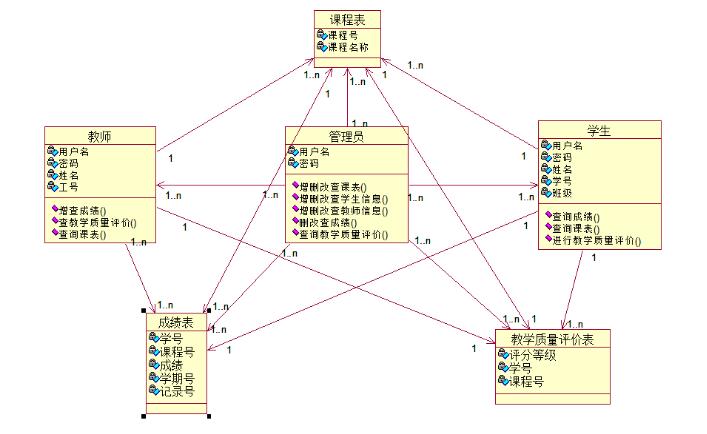 课程表
课程号
课程名称
1..n
1
1..n
1
1..n
教师
用户名
密码
姓名
工号
增查成绩()
查教学质量评价()
查询课表()
管理员
用户名
密码
增删改查课表()
增删改查学生信息()
增删改查教师信息()
删改查成绩()
查询教学质量评价()
学生
用户名
密码
姓名
学号
班级
查询成绩()
查询课表()
进行教学质量评价()
1
1
1..n
1..n
1..n
1..n
1
1
1..n
1..n
1..n
1
1..n
1..n
1..n
1
1
1..n
1
1..n
成绩表
学号
课程号
成绩
学期号
记录号
教学质量评价表
评分等级
学号
课程号